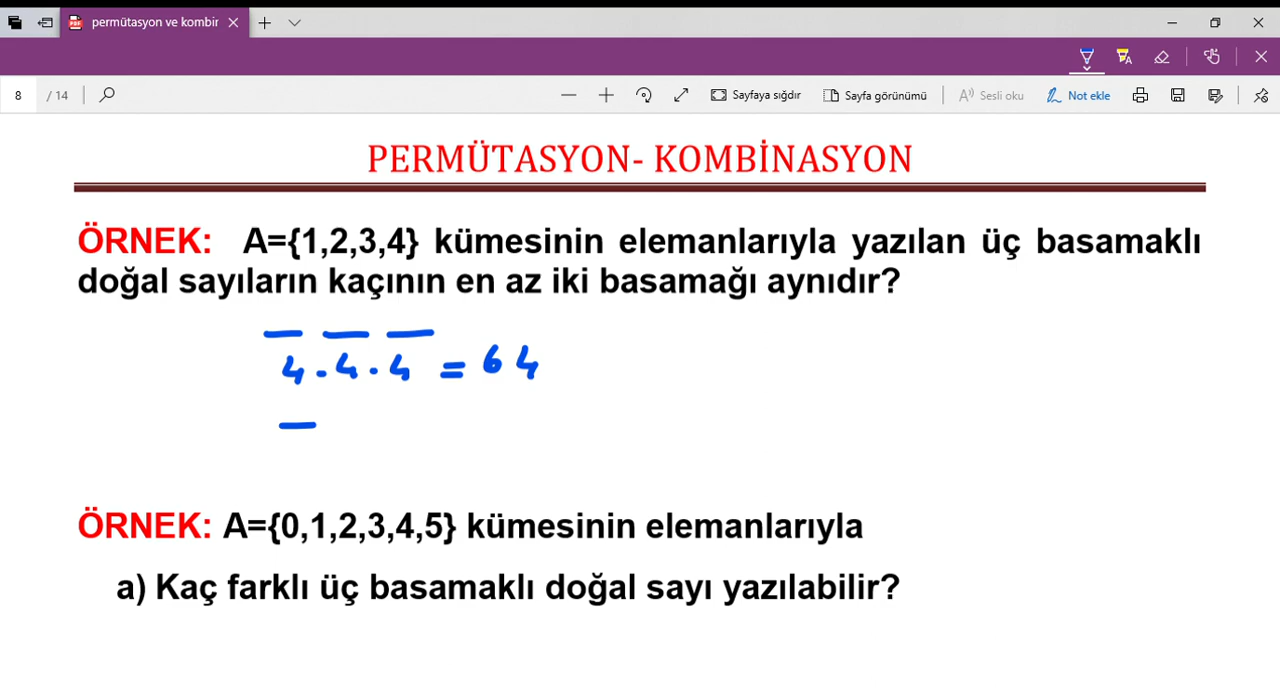 permütasyon ve kombir
8 / 14 Sayfaya sığdır Sayfa görünümü Sesli oku Not ekle
PERMÜTASYON- KOMBİNASYON
ÖRNEK: A={1,2,3,4} kümesinin elemanlarıyla yazılan üç basamaklı
doğal sayıların kaçının en az iki basamağı aynıdır?
4 . 4 . 4 = 64
ÖRNEK: A={0,1,2,3,4,5} kümesinin elemanlarıyla
a) Kaç farklı üç basamaklı doğal sayı yazılabilir?